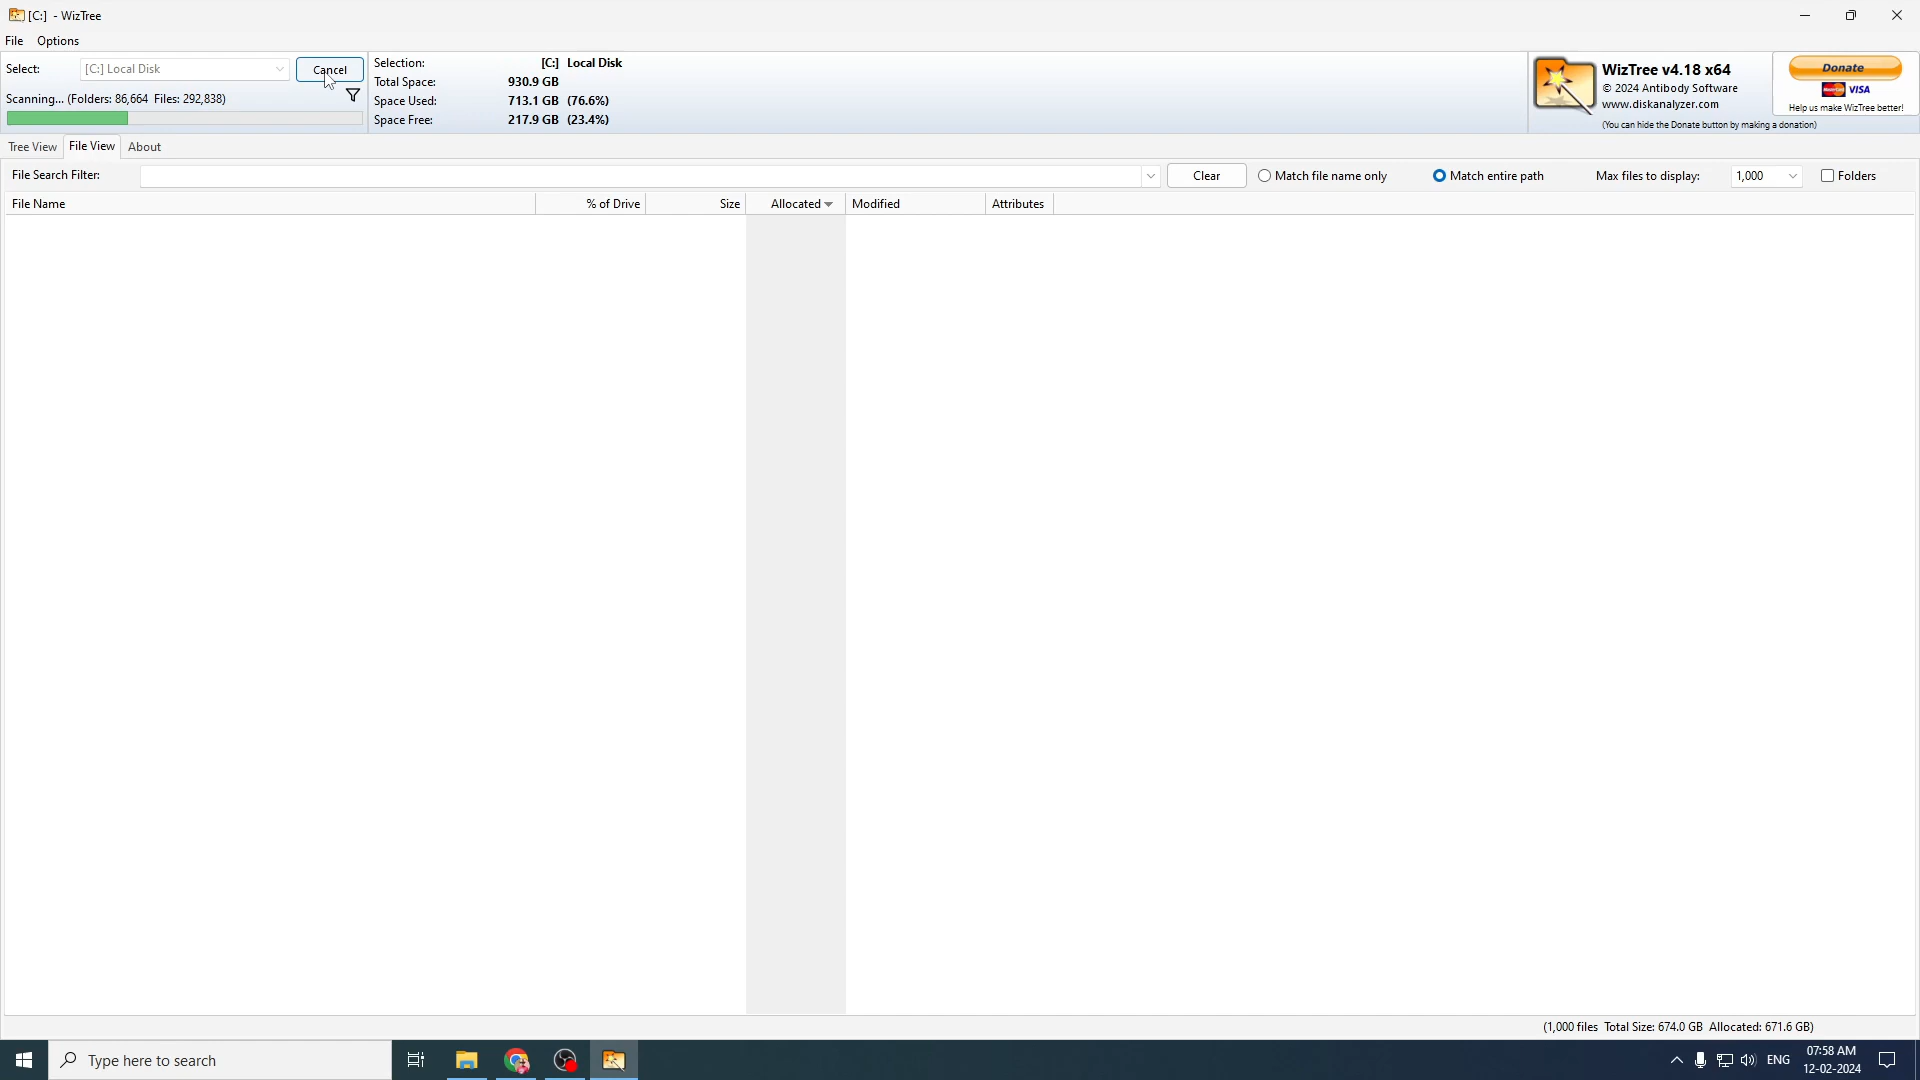 [C:] - WizTree
File Options
Select: [C:] Local Disk Cancel
Scanning... (Folders: 86,664 Files: 292,838)
Selection: [C:] Local Disk
Total Space: 930.9 GB
Space Used: 713.1 GB (76.6%)
Space Free: 217.9 GB (23.4%)
WizTree v4.18 x64
© 2024 Antibody Software
www.diskanalyzer.com
(You can hide the Donate button by making a donation)
Donate
MasterCard VISA
Help us make WizTree better!
Tree View File View About
File Search Filter: Clear Match file name only Match entire path Max files to display: 1,000 Folders
File Name % of Drive Size Allocated Modified Attributes
(1,000 files Total Size: 674.0 GB Allocated: 671.6 GB)
Type here to search ENG 07:58 AM
12-02-2024